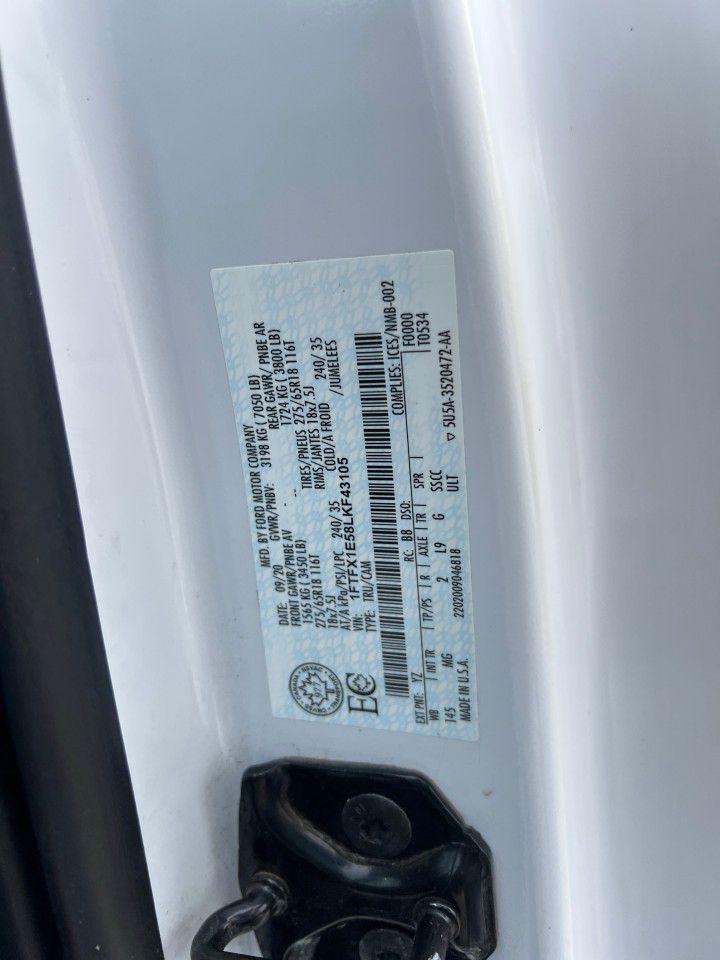 MFD. BY FORD MOTOR COMPANY
DATE: 09/20 GVWR/PNBV: 3198 KG ( 7050 LB)
FRONT GAWR/PNBE AV REAR GAWR/ PNBE AR
1565 KG ( 3450 LB) 1724 KG ( 3800 LB)
275/65R18 116T TIRES/PNEUS 275/65R18 116T
18x7.5J RIMS/JANTES 18x7.5J
AT/A kPa/PSI/LPC 240/ 35 COLD/A FROID 240/ 35
VIN: 1FTFX1E58LKF43105 /JUMELEES
TYPE: TRU/CAM
EC COMPLIES: ICES/NMB-002
EXT PNT: YZ RC: BB DSO: F0000
WB INT TR TP/PS R AXLE TR SPR T0534
145 MG 2 L9 G SSCC
MADE IN U.S.A. 2202009046818 ULT ▽ 5U5A-3520472-AA